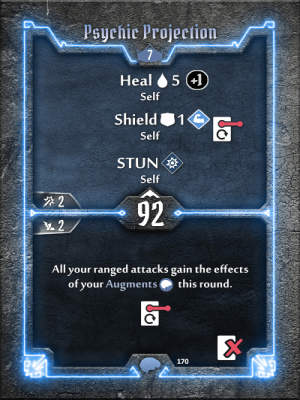 Psychic Projection
7
Heal 5 +1
Self
Shield 1
Self
STUN
Self
2
92
2
All your ranged attacks gain the effects
of your Augments this round.
170